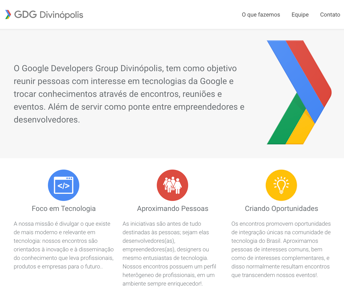 GDG Divinópolis
O que fazemos Equipe Contato
O Google Developers Group Divinópolis, tem como objetivo
reunir pessoas com interesse em tecnologias da Google e
trocar conhecimentos através de encontros, reuniões e
eventos. Além de servir como ponte entre empreendedores e
desenvolvedores.
</>
Foco em Tecnologia
A nossa missão é divulgar o que existe
de mais moderno e relevante em
tecnologia: nossos encontros são
orientados à inovação e à disseminação
do conhecimento que leva profissionais,
produtos e empresas para o futuro.
Aproximando Pessoas
As iniciativas são antes de tudo
destinadas às pessoas; sejam elas
desenvolvedores(as),
empreendedores(as), designers ou
mesmo entusiastas de tecnologia.
Nossos encontros possuem um perfil
heterogêneo de profissionais, em um
ambiente sempre enriquecedor!
Criando Oportunidades
Os encontros promovem oportunidades
de integração únicas na comunidade de
tecnologia do Brasil. Aproximamos
pessoas de interesses comuns, bem
como de interesses complementares, e
disso normalmente resultam encontros
que transcendem nossos eventos!